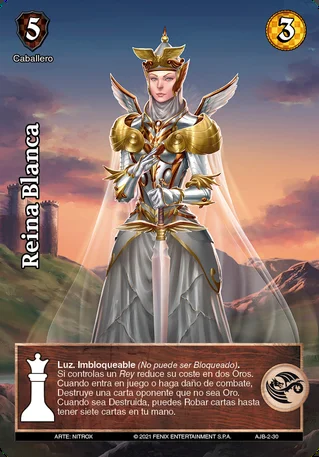 5
3
Caballero
Reina Blanca
Luz. Imbloqueable (No puede ser Bloqueado).
Si controlas un Rey reduce su coste en dos Oros.
Cuando entra en juego o haga daño de combate,
Destruye una carta oponente que no sea Oro.
Cuando sea Destruida, puedes Robar cartas hasta
tener siete cartas en tu mano.
ARTE: NITROX
© 2021 FENIX ENTERTAINMENT S.P.A.
AJB-2-30